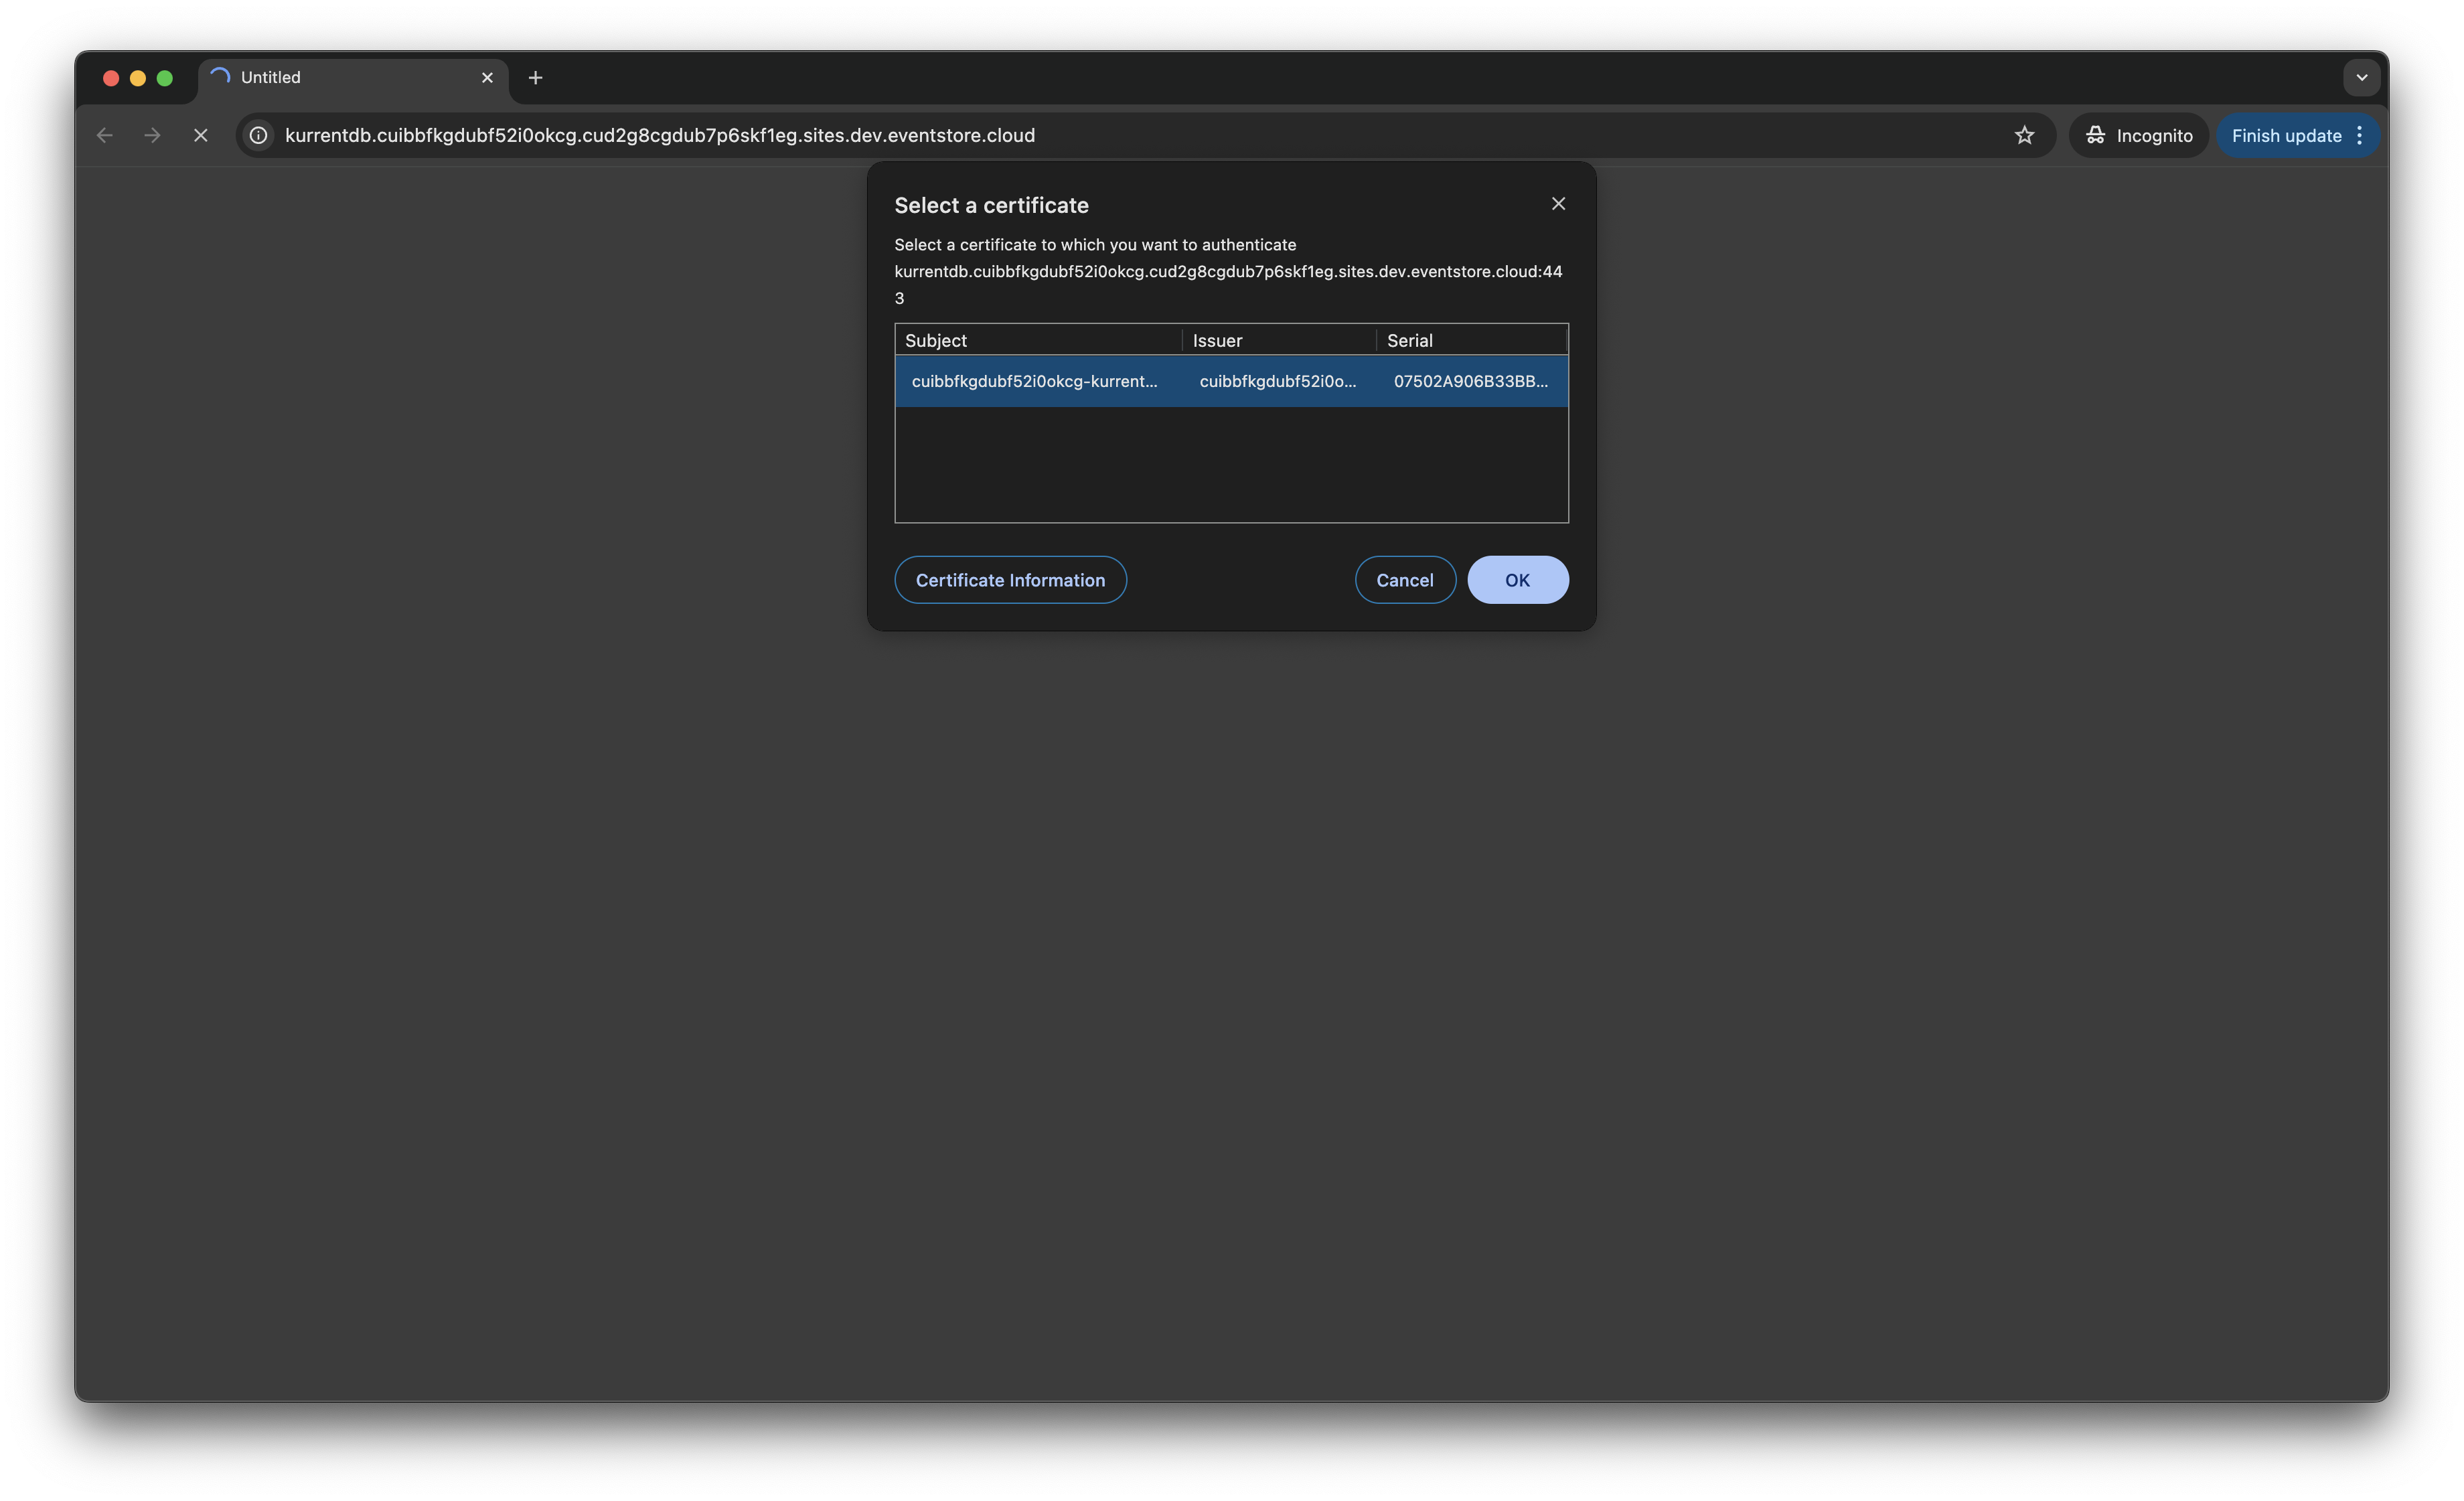 Untitled
kurrentdb.cuibbfkgdubf52i0okcg.cud2g8cgdub7p6skf1eg.sites.dev.eventstore.cloud
Incognito
Finish update
Select a certificate
Select a certificate to which you want to authenticate
kurrentdb.cuibbfkgdubf52i0okcg.cud2g8cgdub7p6skf1eg.sites.dev.eventstore.cloud:44
3
Subject Issuer Serial
cuibbfkgdubf52i0okcg-kurrent... cuibbfkgdubf52i0o... 07502A906B33BB...
Certificate Information Cancel OK